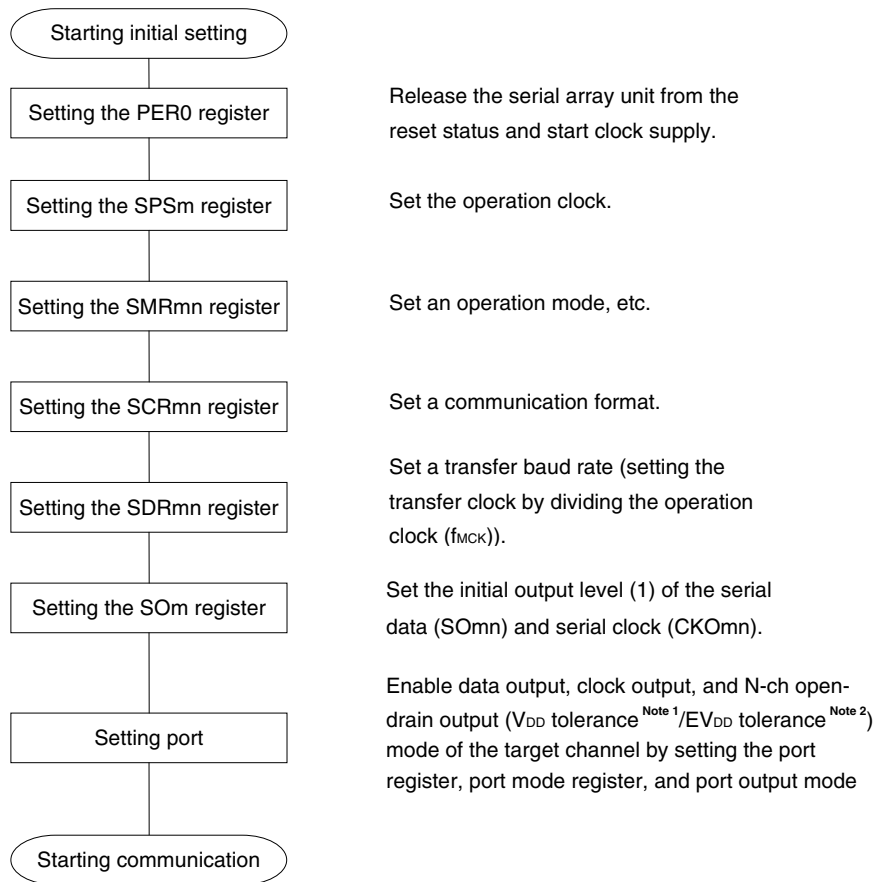 Starting initial setting
Setting the PER0 register
Release the serial array unit from the
reset status and start clock supply.
Setting the SPSm register
Set the operation clock.
Setting the SMRmn register
Set an operation mode, etc.
Setting the SCRmn register
Set a communication format.
Setting the SDRmn register
Set a transfer baud rate (setting the
transfer clock by dividing the operation
clock (fMCK)).
Setting the SOm register
Set the initial output level (1) of the serial
data (SOmn) and serial clock (CKOmn).
Setting port
Enable data output, clock output, and N-ch open-
drain output (VDD tolerance Note 1/EVDD tolerance Note 2)
mode of the target channel by setting the port
register, port mode register, and port output mode
Starting communication